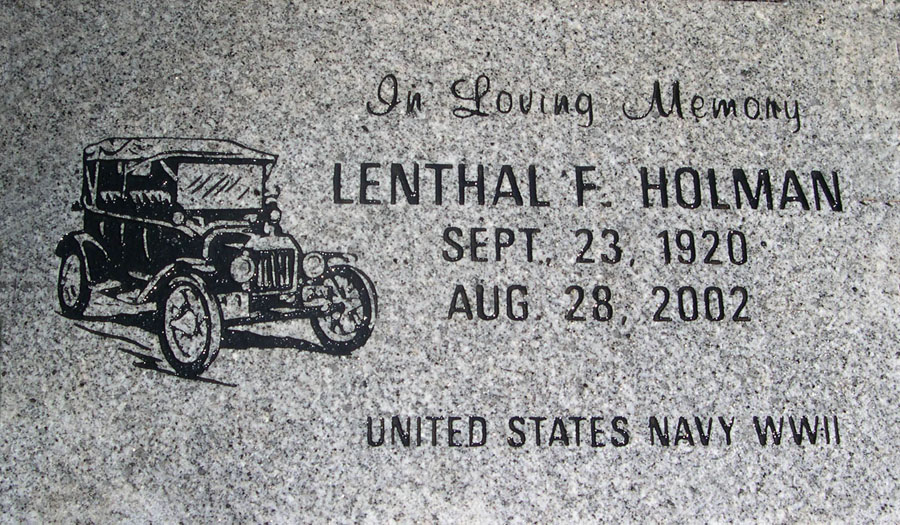 In Loving Memory
LENTHAL F. HOLMAN
SEPT. 23, 1920
AUG. 28, 2002
UNITED STATES NAVY WWII